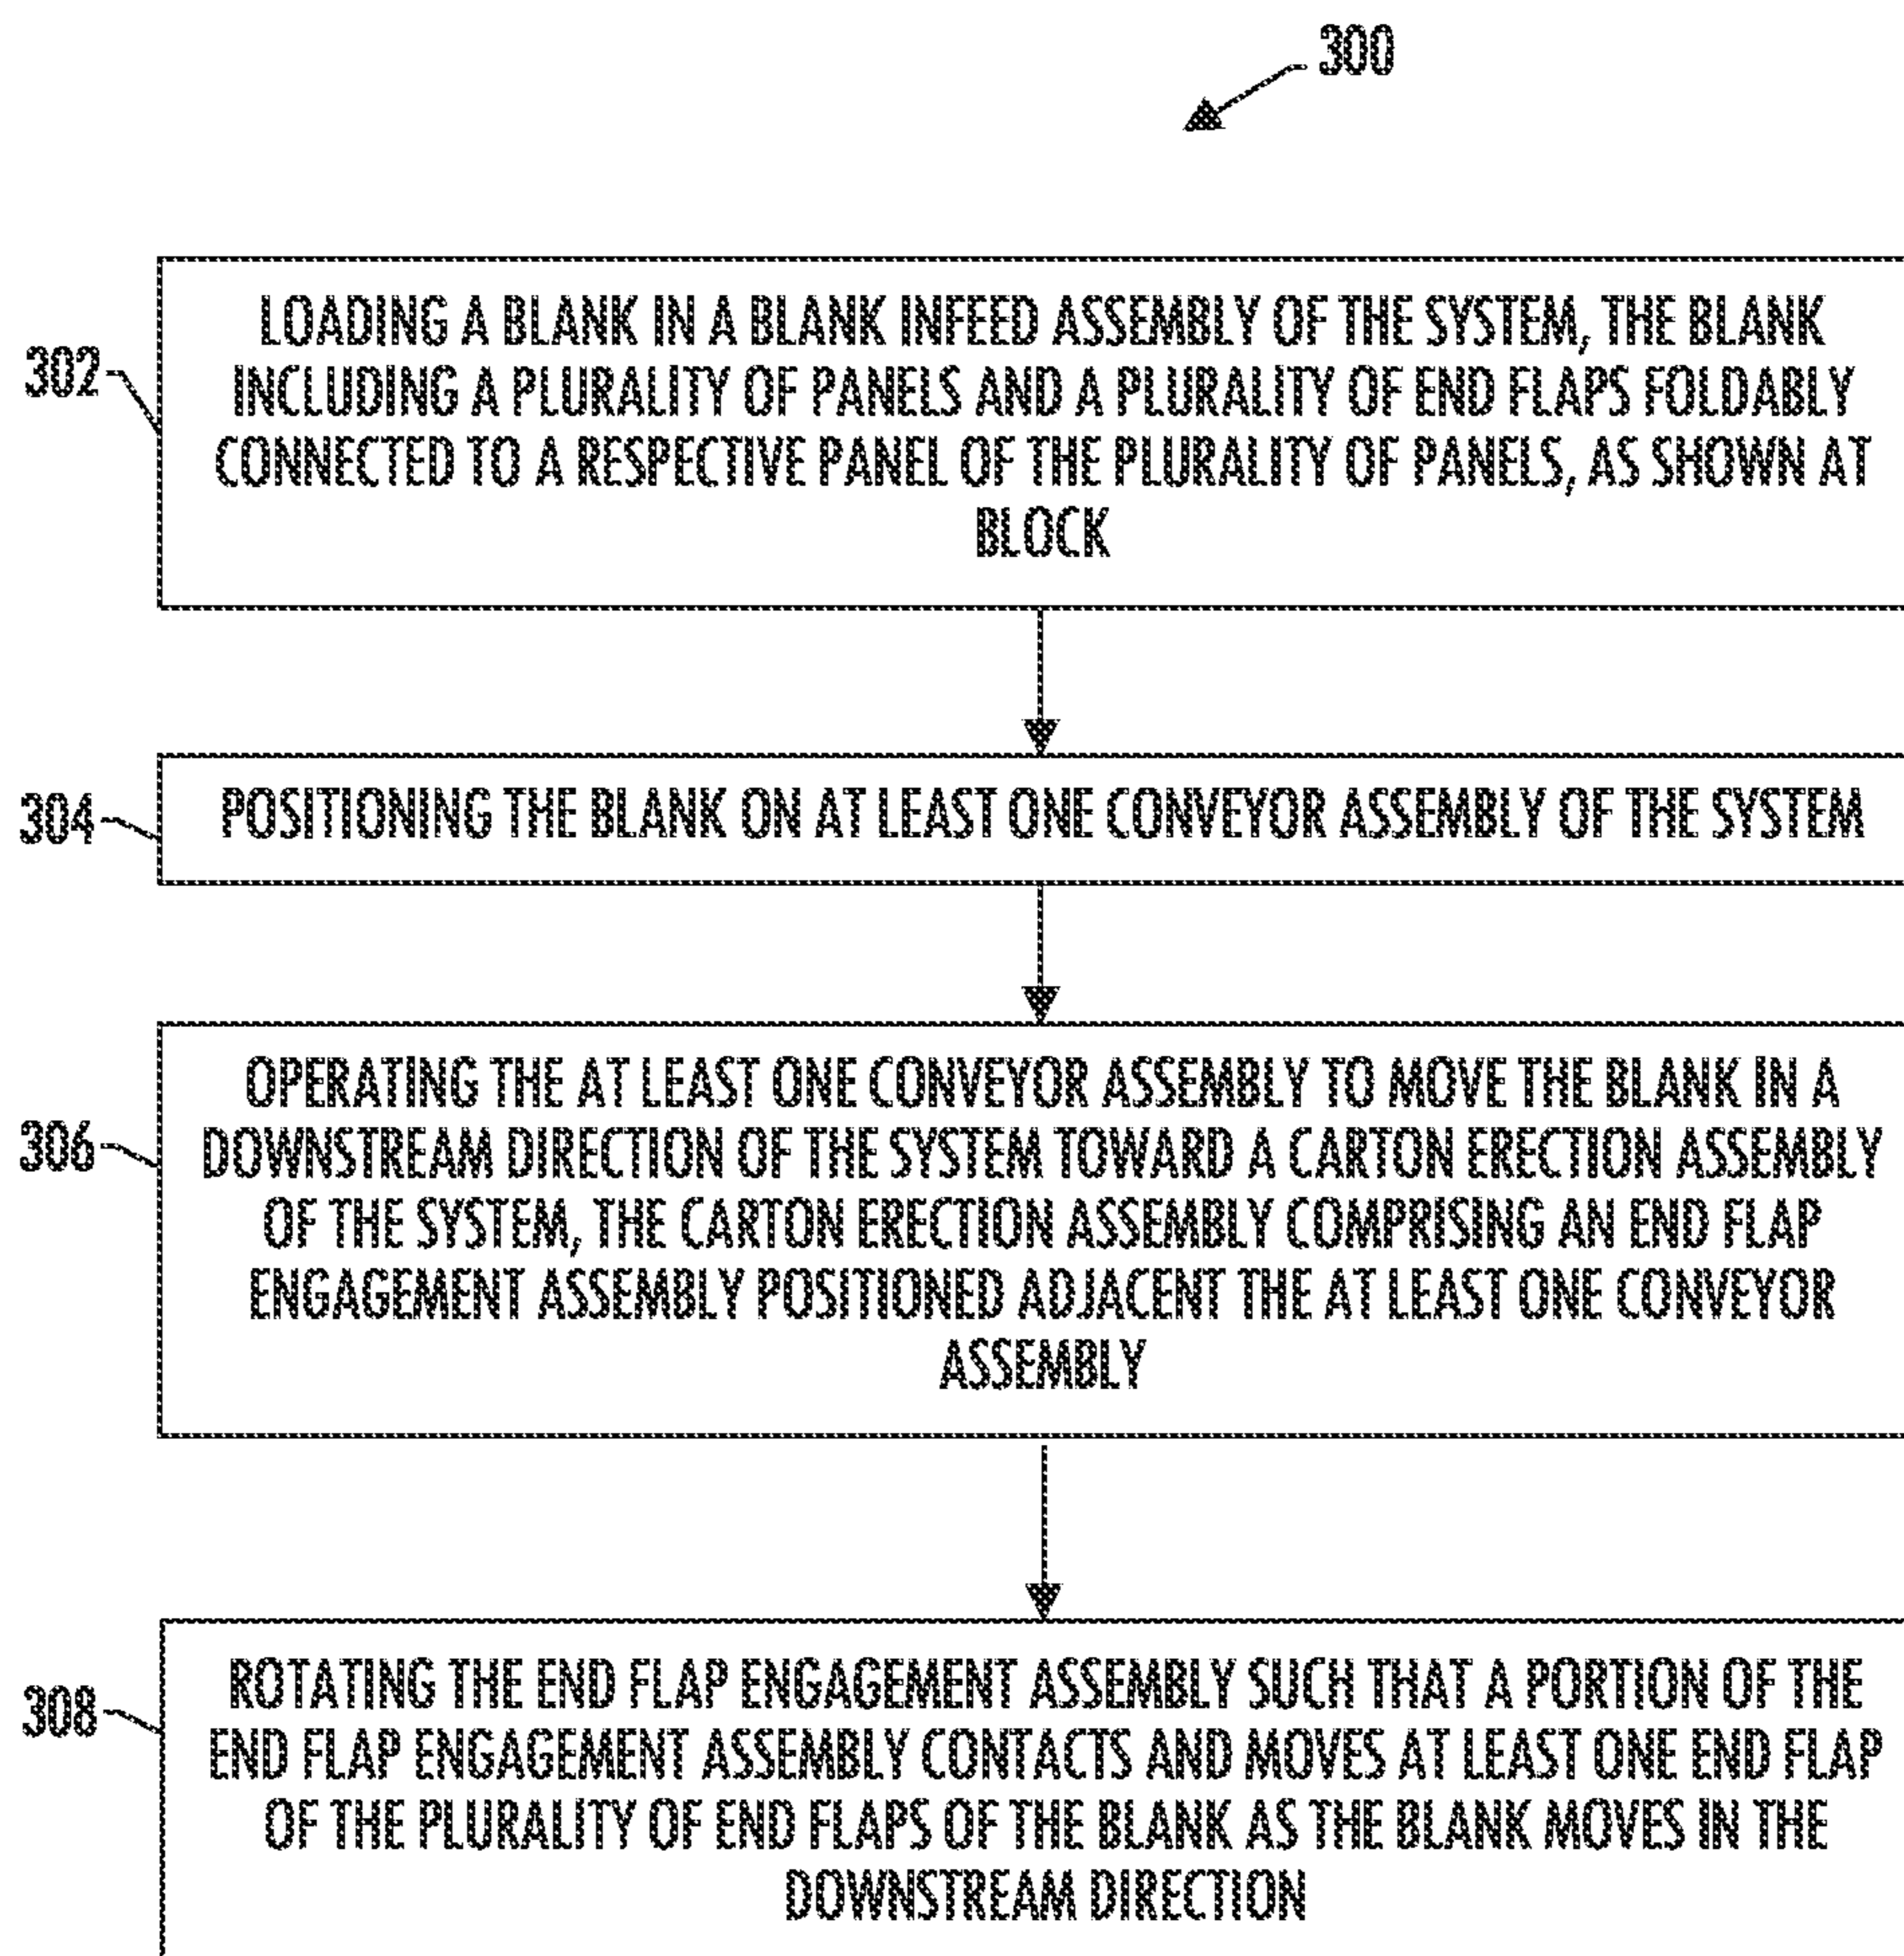 300
302
LOADING A BLANK IN A BLANK INFEED ASSEMBLY OF THE SYSTEM, THE BLANK
INCLUDING A PLURALITY OF PANELS AND A PLURALITY OF END FLAPS FOLDABLY
CONNECTED TO A RESPECTIVE PANEL OF THE PLURALITY OF PANELS, AS SHOWN AT
BLOCK
304
POSITIONING THE BLANK ON AT LEAST ONE CONVEYOR ASSEMBLY OF THE SYSTEM
306
OPERATING THE AT LEAST ONE CONVEYOR ASSEMBLY TO MOVE THE BLANK IN A
DOWNSTREAM DIRECTION OF THE SYSTEM TOWARD A CARTON ERECTION ASSEMBLY
OF THE SYSTEM, THE CARTON ERECTION ASSEMBLY COMPRISING AN END FLAP
ENGAGEMENT ASSEMBLY POSITIONED ADJACENT THE AT LEAST ONE CONVEYOR
ASSEMBLY
308
ROTATING THE END FLAP ENGAGEMENT ASSEMBLY SUCH THAT A PORTION OF THE
END FLAP ENGAGEMENT ASSEMBLY CONTACTS AND MOVES AT LEAST ONE END FLAP
OF THE PLURALITY OF END FLAPS OF THE BLANK AS THE BLANK MOVES IN THE
DOWNSTREAM DIRECTION